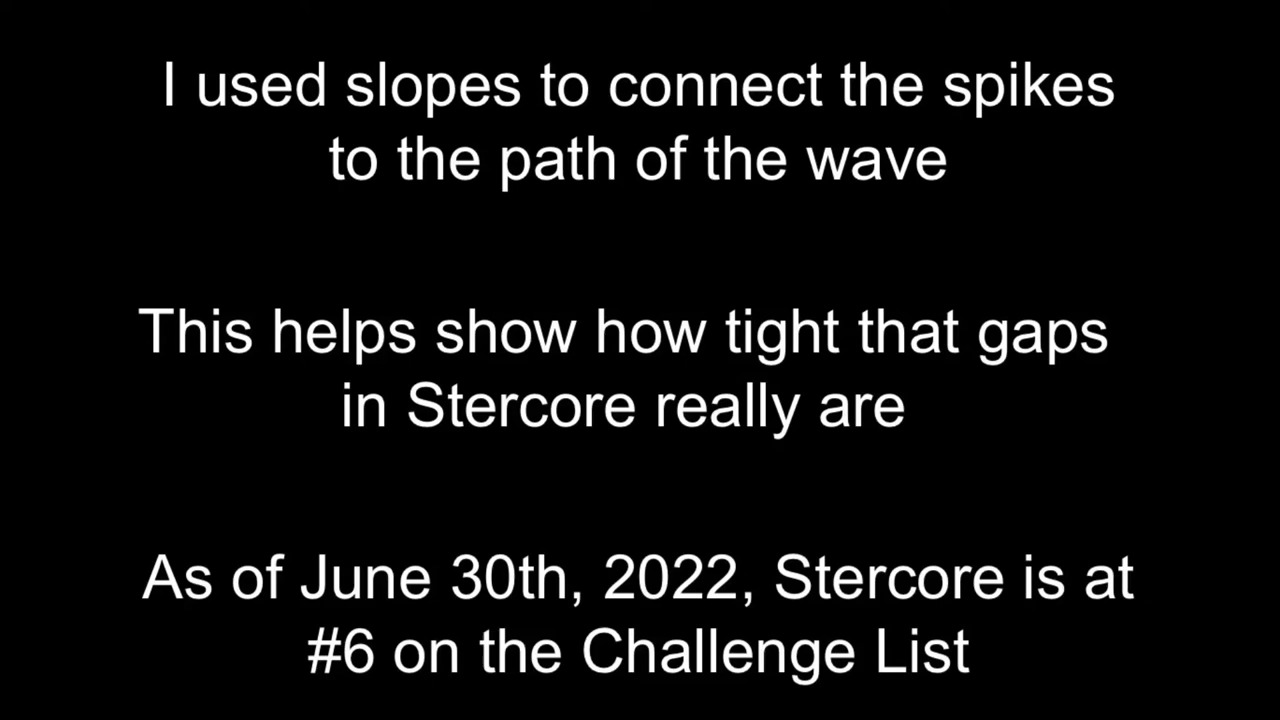 I used slopes to connect the spikes
to the path of the wave
This helps show how tight that gaps
in Stercore really are
As of June 30th, 2022, Stercore is at
#6 on the Challenge List